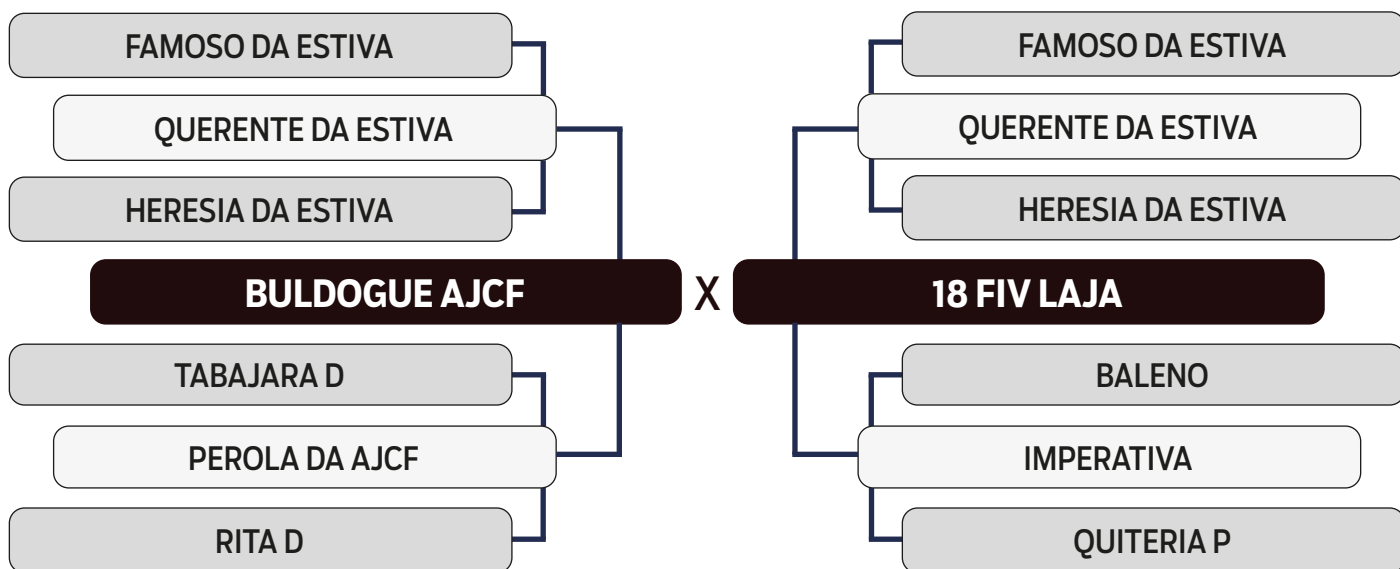 FAMOSO DA ESTIVA
QUERENTE DA ESTIVA
HERESIA DA ESTIVA
BULDOGUE AJCF
TABAJARA D
PEROLA DA AJCF
RITA D
X
FAMOSO DA ESTIVA
QUERENTE DA ESTIVA
HERESIA DA ESTIVA
18 FIV LAJA
BALENO
IMPERATIVA
QUITERIA P